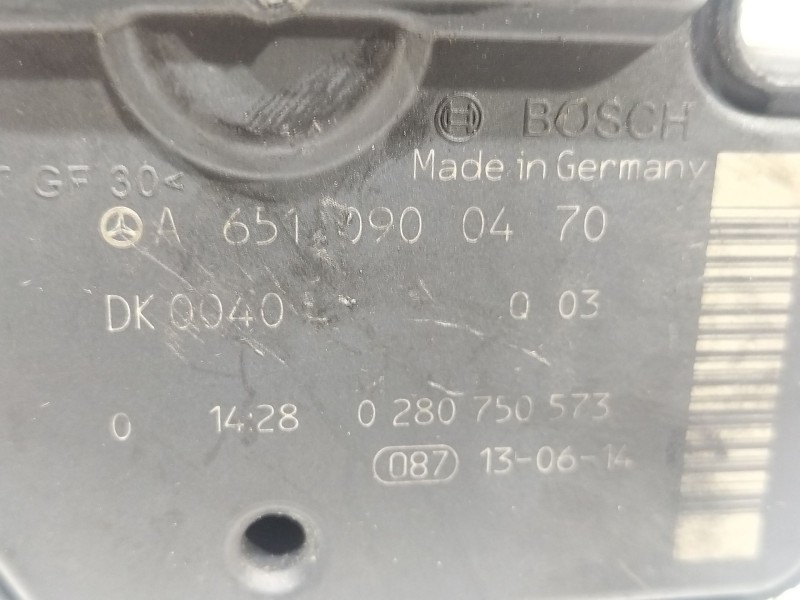 BOSCH
Made in Germany
GF 30<
A 651 090 04 70
DK 0040
Q 03
0 14:28 0 280 750 573
087 13-06-14